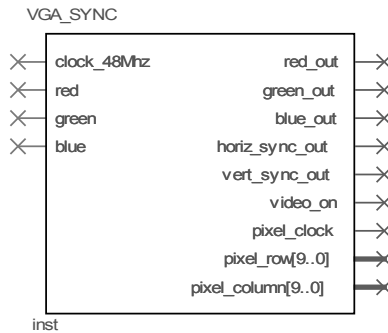 VGA_SYNC
clock_48Mhz red_out
red green_out
green blue_out
blue horiz_sync_out
vert_sync_out
video_on
pixel_clock
pixel_row[9..0]
pixel_column[9..0]
inst